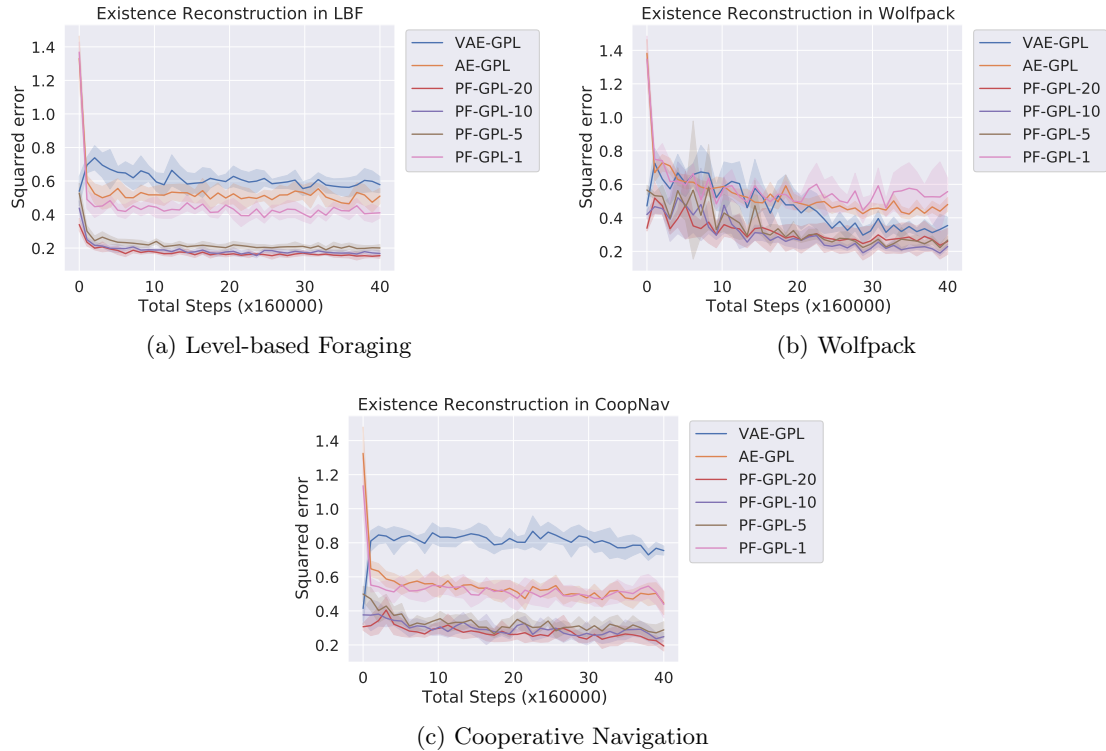 Existence Reconstruction in LBF
Squarred error
1.4
1.2
1.0
0.8
0.6
0.4
0.2
0 10 20 30 40
Total Steps (x160000)
VAE-GPL
AE-GPL
PF-GPL-20
PF-GPL-10
PF-GPL-5
PF-GPL-1
(a) Level-based Foraging
Existence Reconstruction in Wolfpack
Squarred error
1.4
1.2
1.0
0.8
0.6
0.4
0.2
0 10 20 30 40
Total Steps (x160000)
VAE-GPL
AE-GPL
PF-GPL-20
PF-GPL-10
PF-GPL-5
PF-GPL-1
(b) Wolfpack
Existence Reconstruction in CoopNav
Squarred error
1.4
1.2
1.0
0.8
0.6
0.4
0.2
0 10 20 30 40
Total Steps (x160000)
VAE-GPL
AE-GPL
PF-GPL-20
PF-GPL-10
PF-GPL-5
PF-GPL-1
(c) Cooperative Navigation